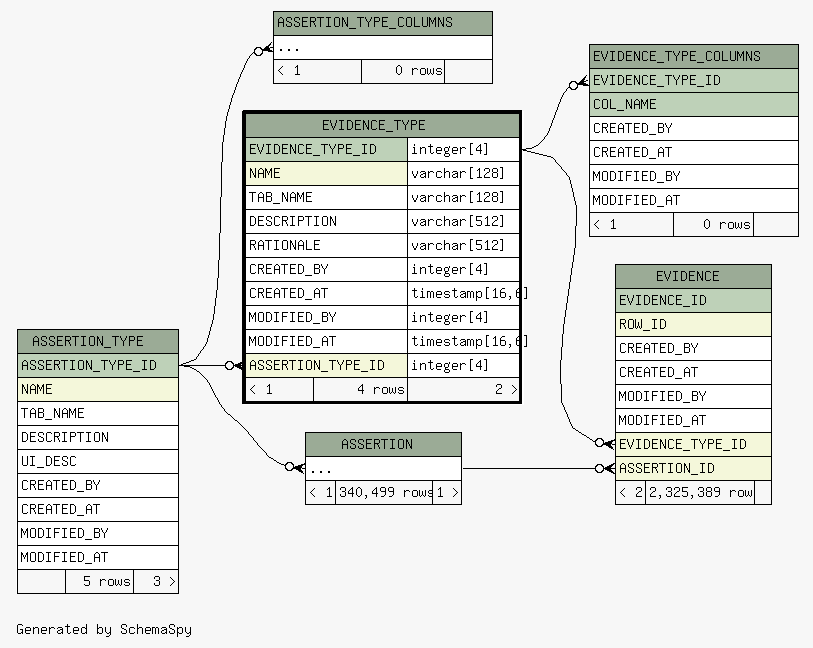 ASSERTION_TYPE_COLUMNS
...
< 1 0 rows
EVIDENCE_TYPE_COLUMNS
EVIDENCE_TYPE_ID
COL_NAME
CREATED_BY
CREATED_AT
MODIFIED_BY
MODIFIED_AT
< 1 0 rows
EVIDENCE_TYPE
EVIDENCE_TYPE_ID integer[4]
NAME varchar[128]
TAB_NAME varchar[128]
DESCRIPTION varchar[512]
RATIONALE varchar[512]
CREATED_BY integer[4]
CREATED_AT timestamp[16,6]
MODIFIED_BY integer[4]
MODIFIED_AT timestamp[16,6]
ASSERTION_TYPE_ID integer[4]
< 1 4 rows 2 >
EVIDENCE
EVIDENCE_ID
ROW_ID
CREATED_BY
CREATED_AT
MODIFIED_BY
MODIFIED_AT
EVIDENCE_TYPE_ID
ASSERTION_ID
< 2 2,325,389 row
ASSERTION_TYPE
ASSERTION_TYPE_ID
NAME
TAB_NAME
DESCRIPTION
UI_DESC
CREATED_BY
CREATED_AT
MODIFIED_BY
MODIFIED_AT
5 rows 3 >
ASSERTION
...
< 1 340,499 rows 1 >
Generated by SchemaSpy